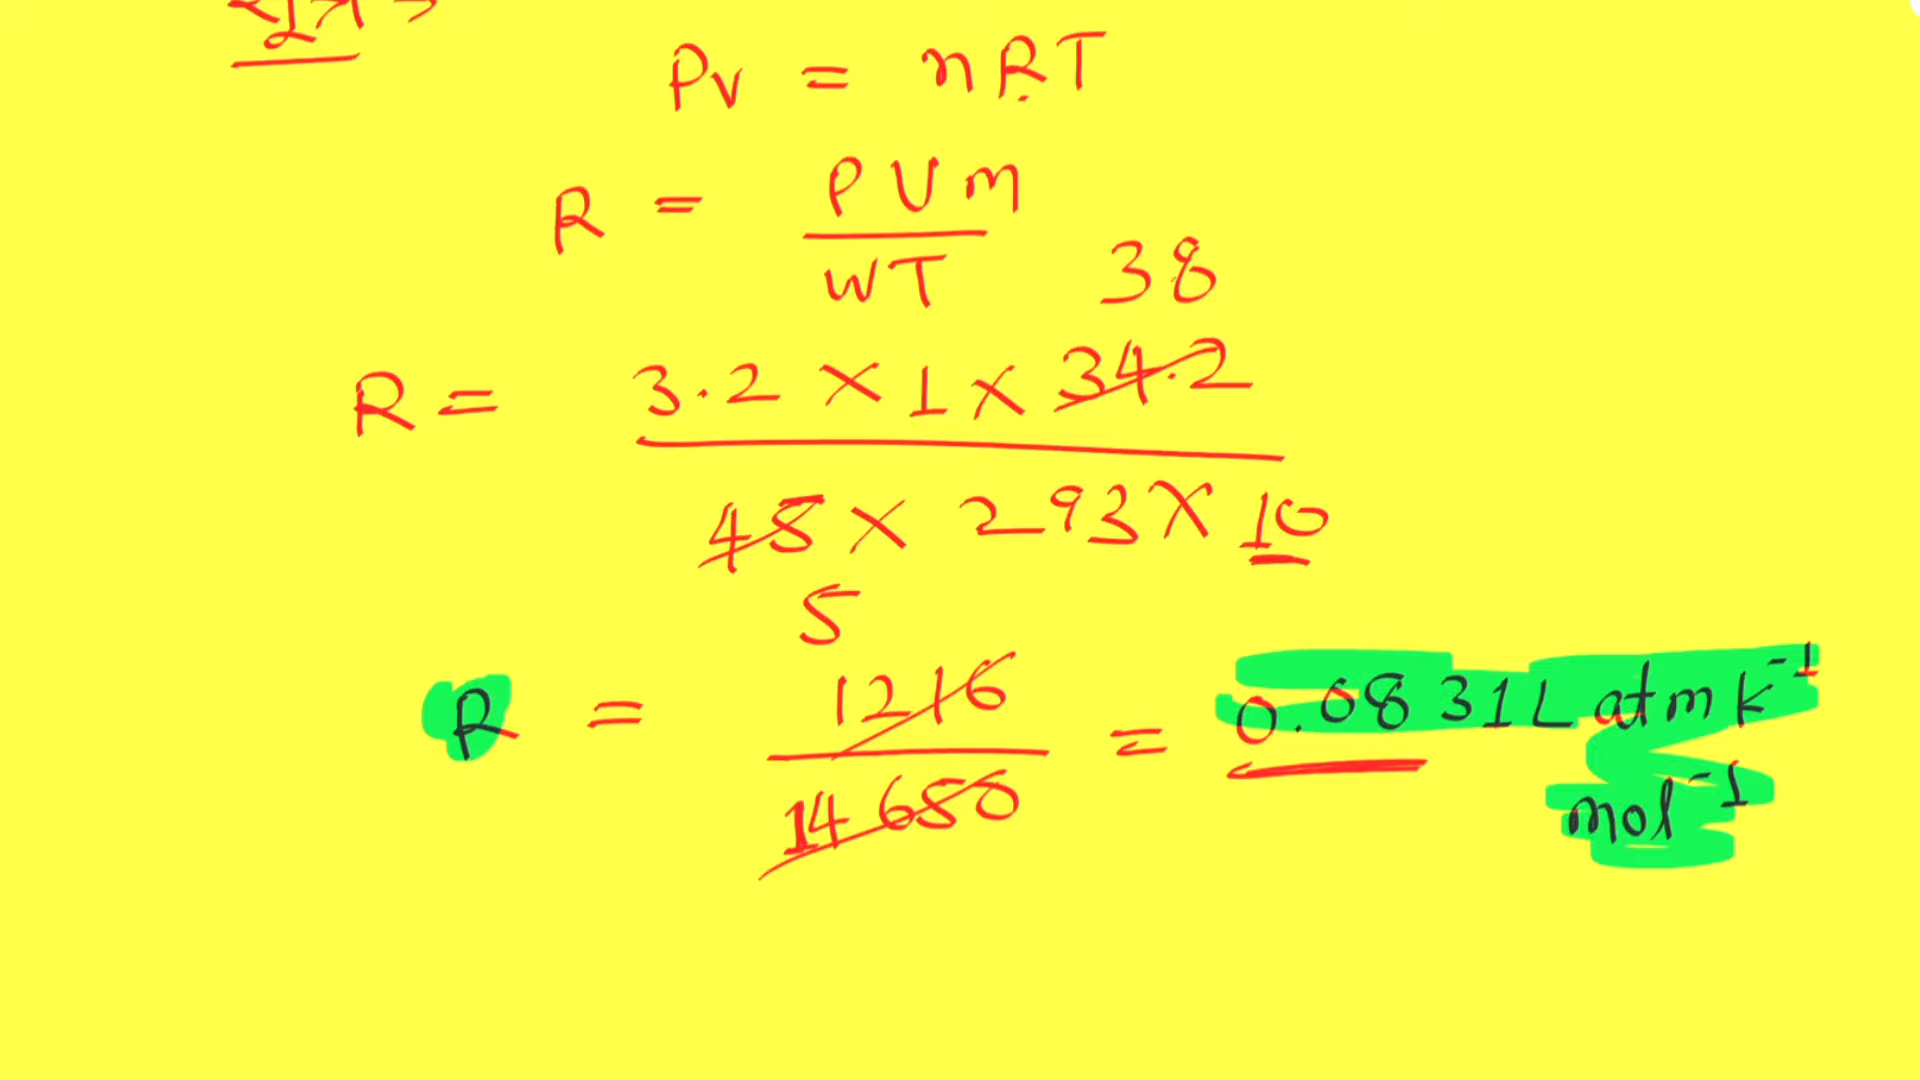 Pv = nRT
R = PVm
WT
38
R = 3.2 X 1 X 34.2
45 X 293 X 10
5
R = 1216 = 0.0831 L atm k⁻¹
14650 mol⁻¹